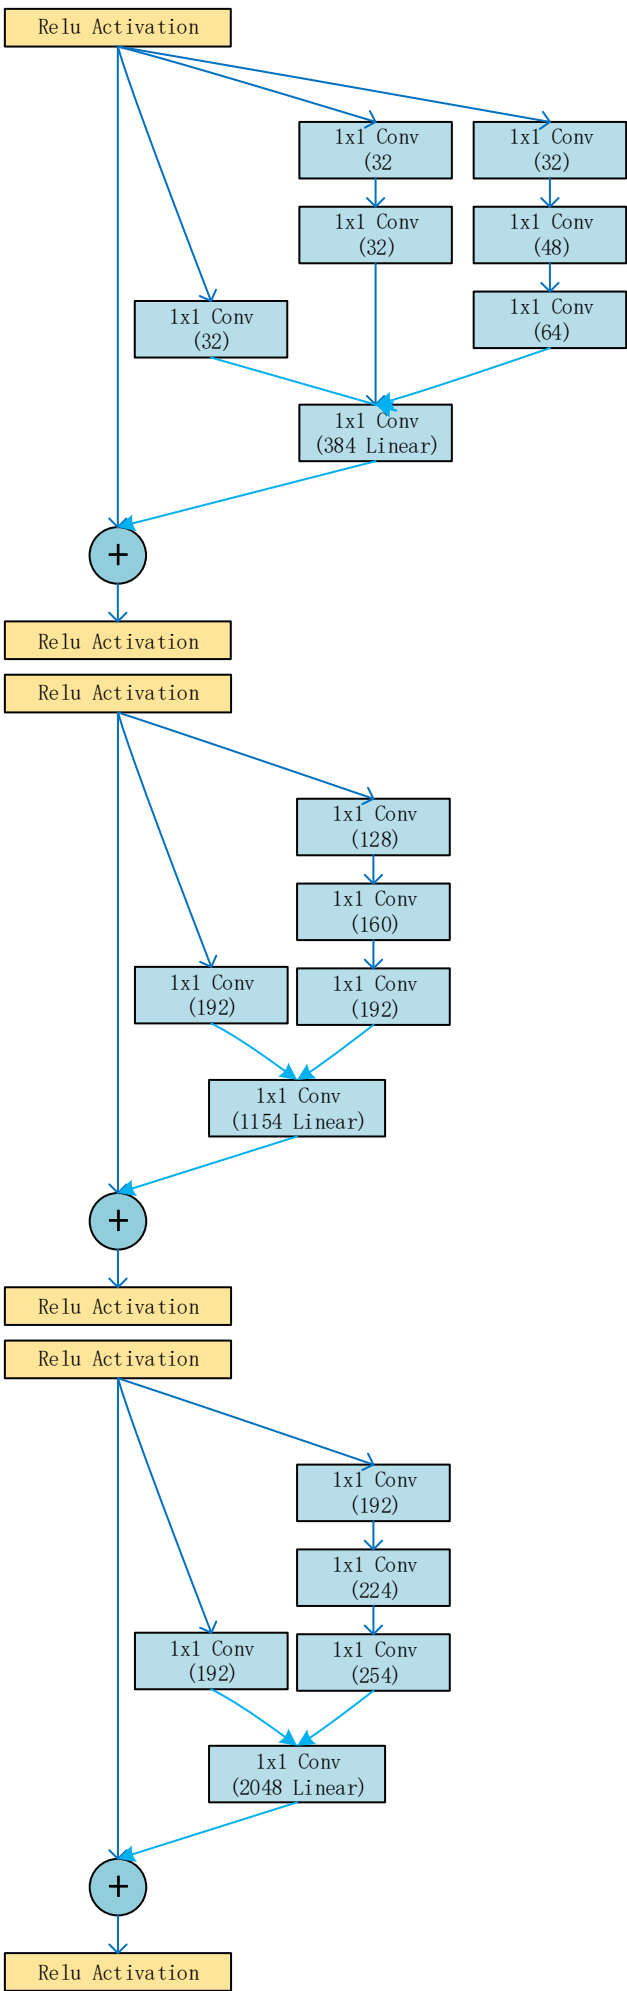 Relu Activation
1x1 Conv
(32
1x1 Conv
(32)
1x1 Conv
(32)
1x1 Conv
(48)
1x1 Conv
(32)
1x1 Conv
(64)
1x1 Conv
(384 Linear)
+
Relu Activation
Relu Activation
1x1 Conv
(128)
1x1 Conv
(160)
1x1 Conv
(192)
1x1 Conv
(192)
1x1 Conv
(1154 Linear)
+
Relu Activation
Relu Activation
1x1 Conv
(192)
1x1 Conv
(224)
1x1 Conv
(192)
1x1 Conv
(254)
1x1 Conv
(2048 Linear)
+
Relu Activation